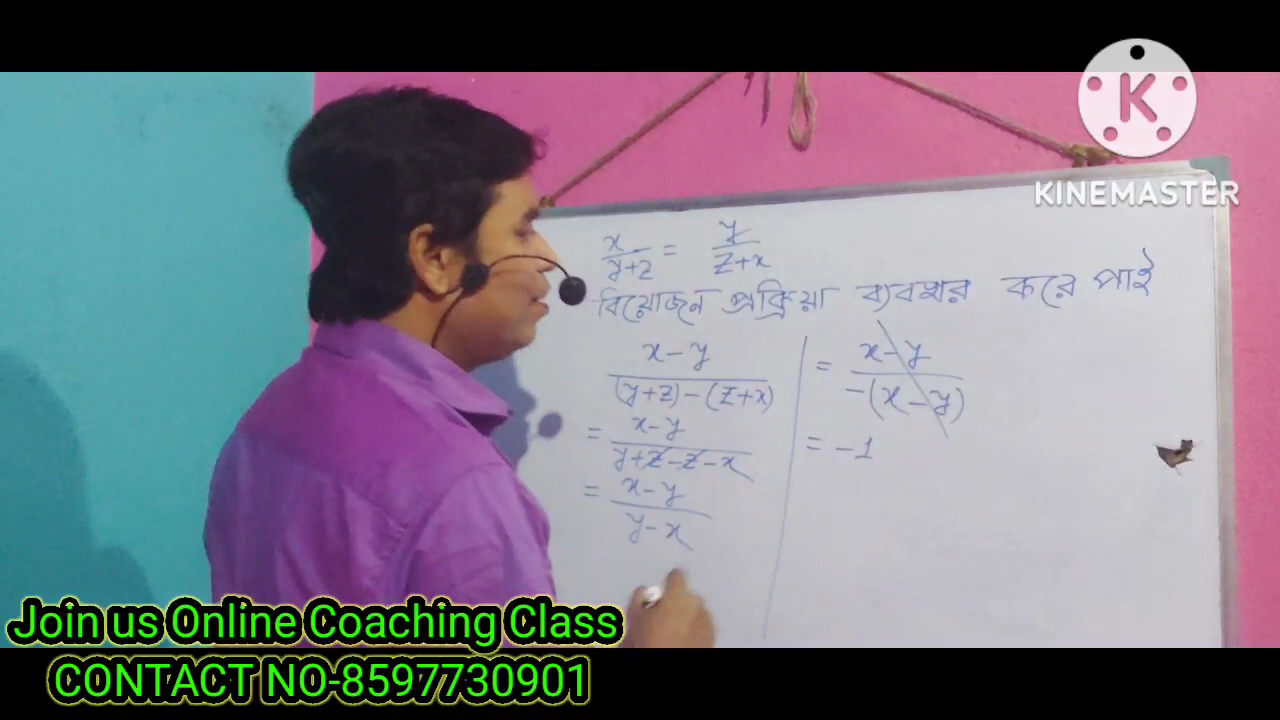 K
KINEMASTER
x/y+z = y/z+x
বিয়োজন প্রক্রিয়া ব্যবহার করে পাই
x-y/(y+z)-(z+x)
= x-y/y+z-z-x
= x-y/y-x
= x-y/-(x-y)
= -1
Join us Online Coaching Class
CONTACT NO-8597730901